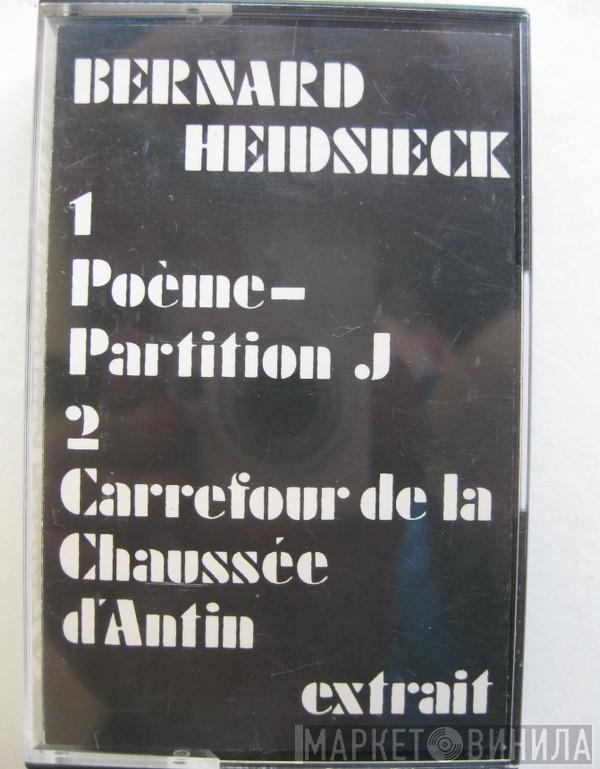 BERNARD
HEIDSIECK
1
Poème-
Partition J
2
Carrefour de la
Chaussée
d'Antin
extrait
МАРКЕТ ВИНИЛА